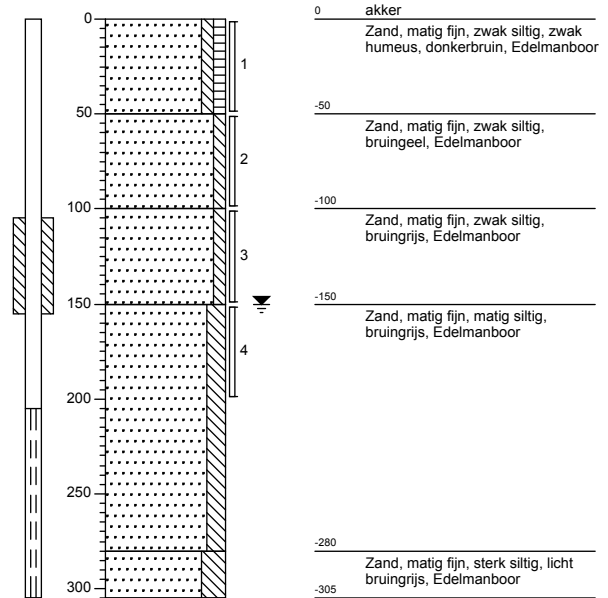 0
50
100
150
200
250
300
1
2
3
4
0 akker
Zand, matig fijn, zwak siltig, zwak
humeus, donkerbruin, Edelmanboor
-50
Zand, matig fijn, zwak siltig,
bruingeel, Edelmanboor
-100
Zand, matig fijn, zwak siltig,
bruingrijs, Edelmanboor
-150
Zand, matig fijn, matig siltig,
bruingrijs, Edelmanboor
-280
Zand, matig fijn, sterk siltig, licht
bruingrijs, Edelmanboor
-305